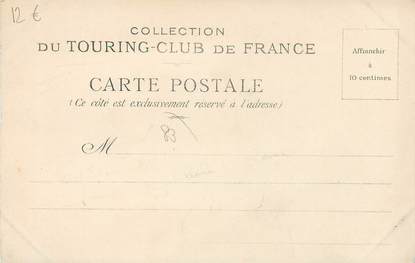 12 €
COLLECTION
DU TOURING-CLUB DE FRANCE
Affranchir
à
10 centimes
CARTE POSTALE
(Ce côté est exclusivement réservé a l'adresse)
83
M